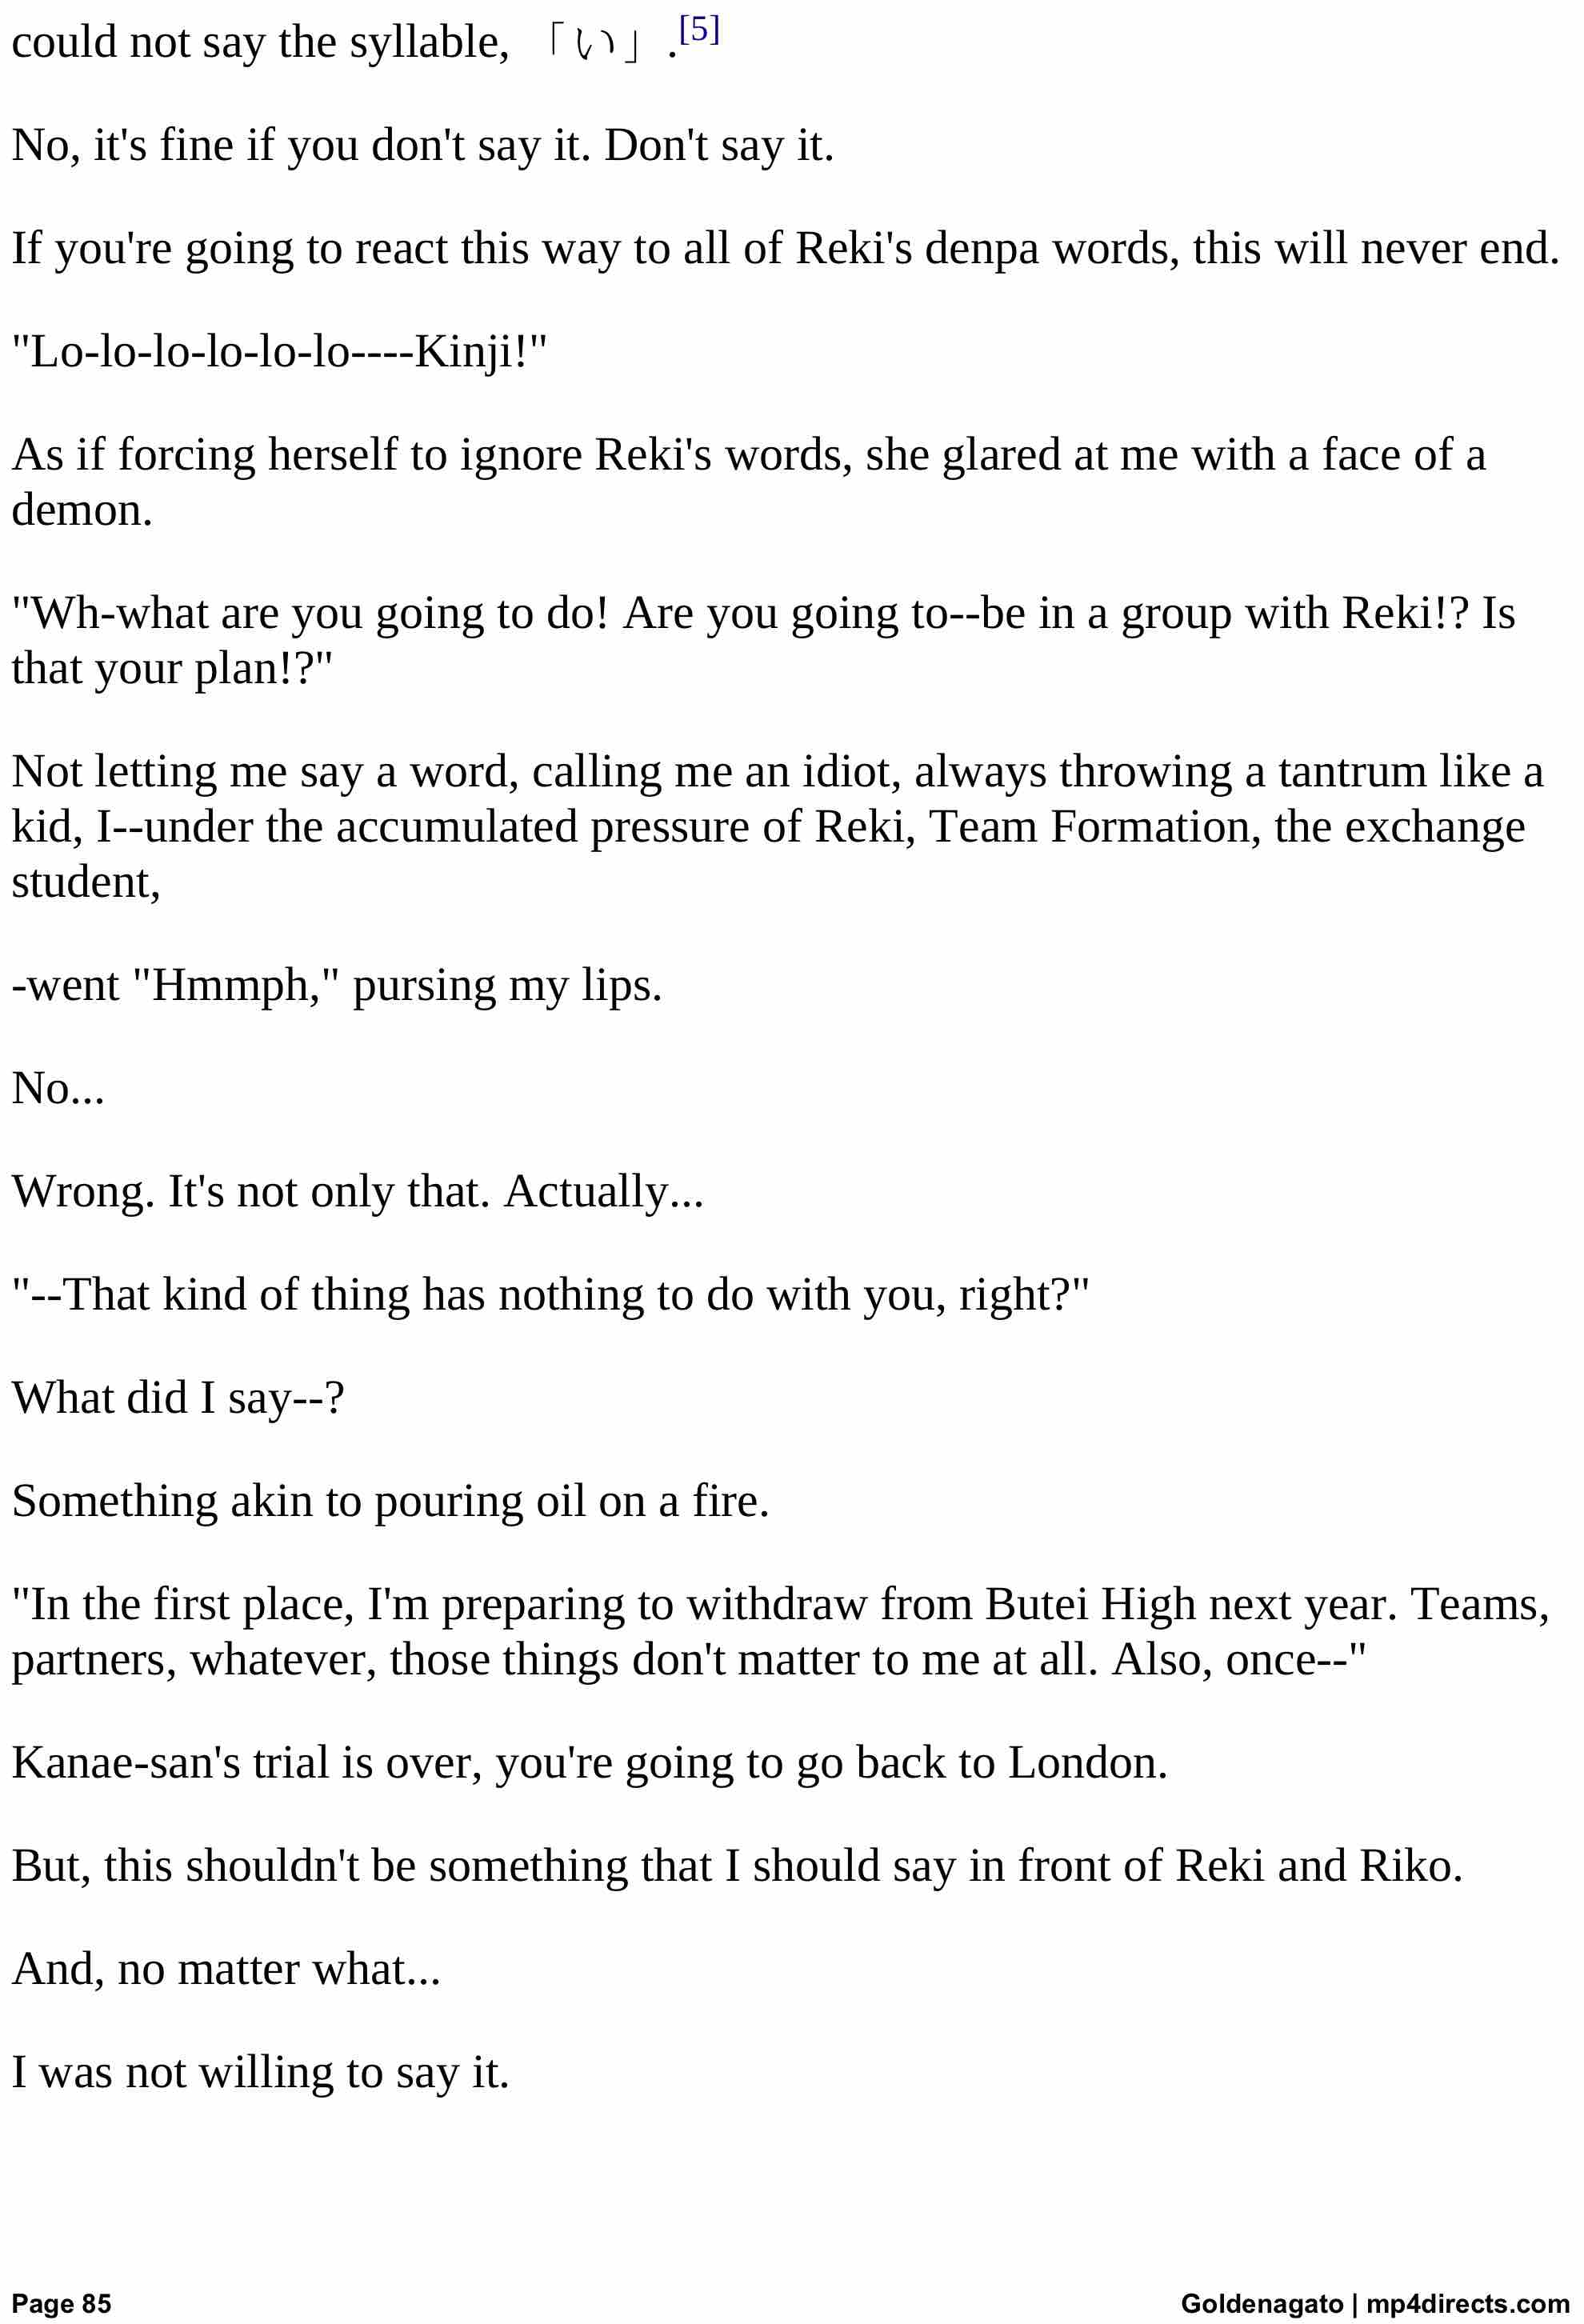 could not say the syllable, 「い」.[5]
No, it's fine if you don't say it. Don't say it.
If you're going to react this way to all of Reki's denpa words, this will never end.
"Lo-lo-lo-lo-lo-lo----Kinji!"
As if forcing herself to ignore Reki's words, she glared at me with a face of a
demon.
"Wh-what are you going to do! Are you going to--be in a group with Reki!? Is
that your plan!?"
Not letting me say a word, calling me an idiot, always throwing a tantrum like a
kid, I--under the accumulated pressure of Reki, Team Formation, the exchange
student,
-went "Hmmph," pursing my lips.
No...
Wrong. It's not only that. Actually...
"--That kind of thing has nothing to do with you, right?"
What did I say--?
Something akin to pouring oil on a fire.
"In the first place, I'm preparing to withdraw from Butei High next year. Teams,
partners, whatever, those things don't matter to me at all. Also, once--"
Kanae-san's trial is over, you're going to go back to London.
But, this shouldn't be something that I should say in front of Reki and Riko.
And, no matter what...
I was not willing to say it.
Page 85 Goldenagato | mp4directs.com